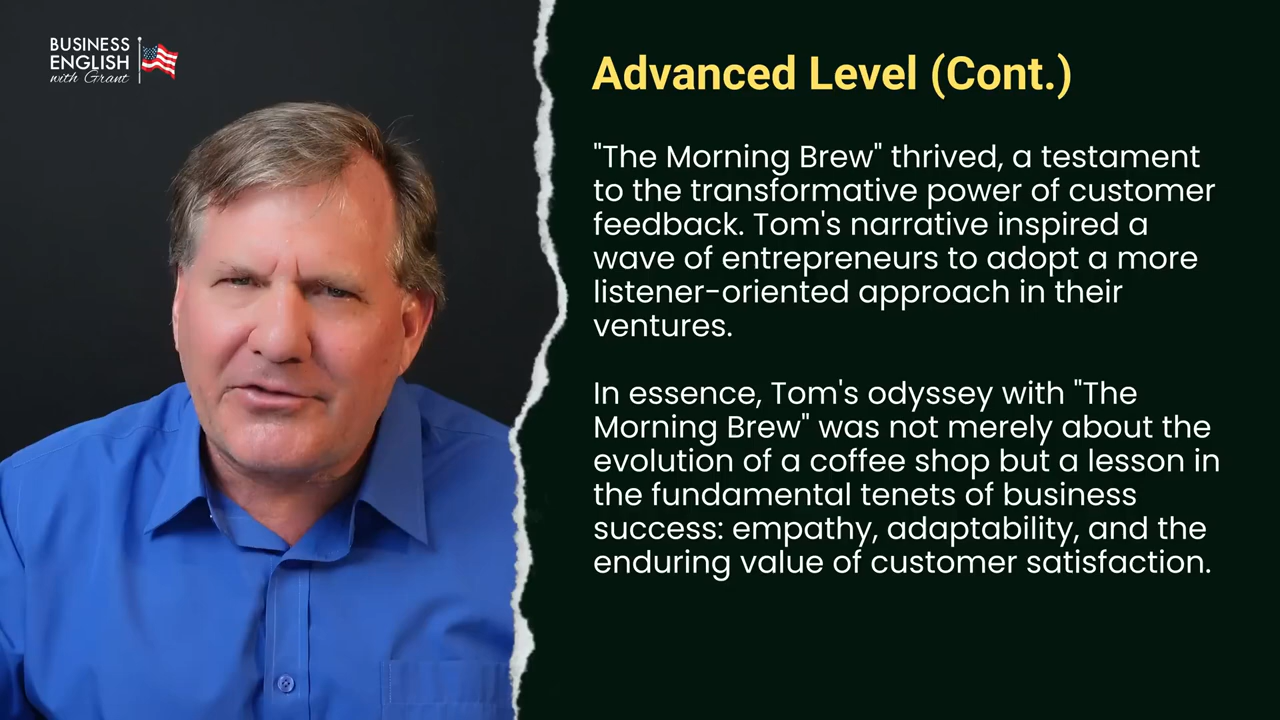 BUSINESS
ENGLISH
with Grant
Advanced Level (Cont.)
"The Morning Brew" thrived, a testament
to the transformative power of customer
feedback. Tom's narrative inspired a
wave of entrepreneurs to adopt a more
listener-oriented approach in their
ventures.
In essence, Tom's odyssey with "The
Morning Brew" was not merely about the
evolution of a coffee shop but a lesson in
the fundamental tenets of business
success: empathy, adaptability, and the
enduring value of customer satisfaction.